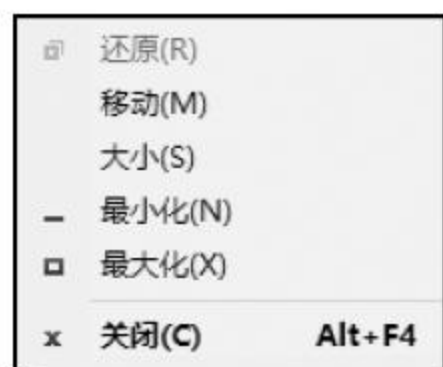 还原(R)
移动(M)
大小(S)
最小化(N)
最大化(X)
关闭(C) Alt+F4